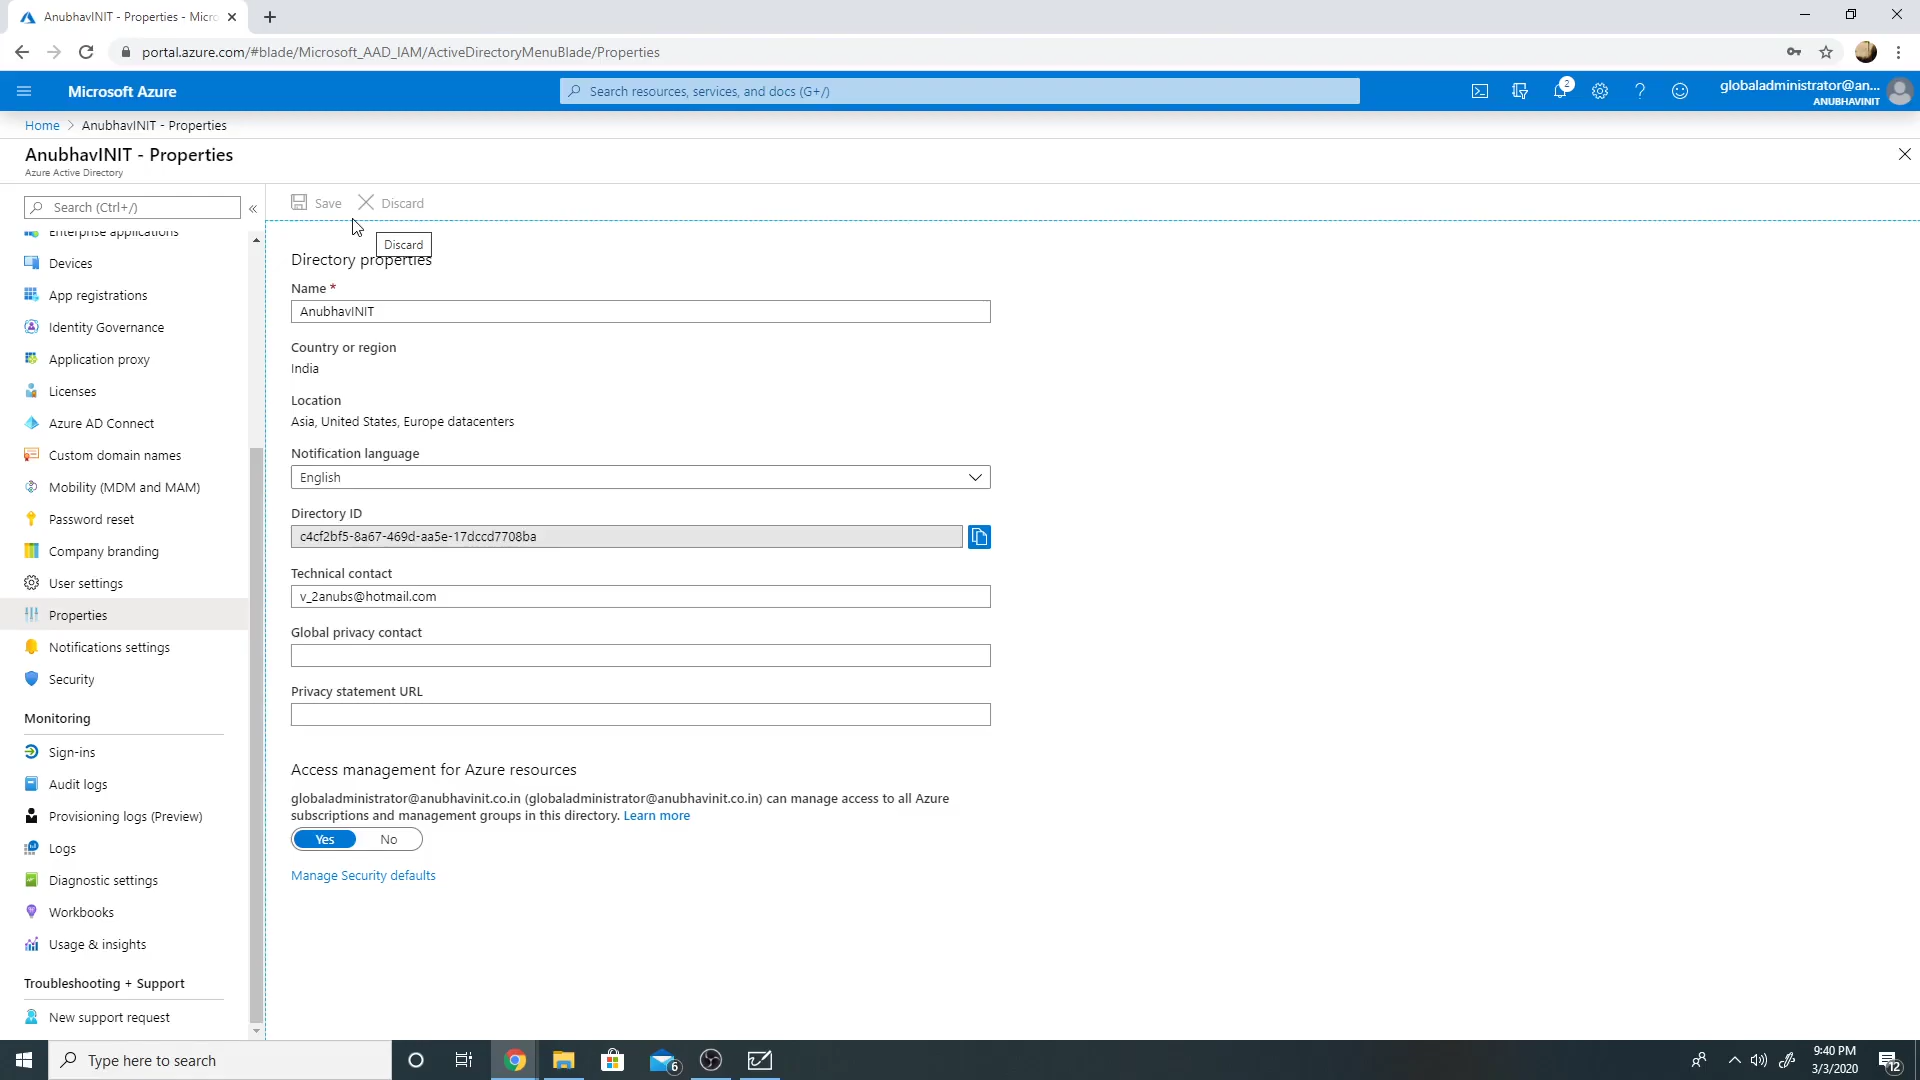 AnubhavINIT - Properties - Micro
portal.azure.com/#blade/Microsoft_AAD_IAM/ActiveDirectoryMenuBlade/Properties
Microsoft Azure
Search resources, services, and docs (G+/)
2
globaladministrator@an...
ANUBHAVINIT
Home > AnubhavINIT - Properties
AnubhavINIT - Properties
Azure Active Directory
Search (Ctrl+/)
«
Enterprise applications
Devices
App registrations
Identity Governance
Application proxy
Licenses
Azure AD Connect
Custom domain names
Mobility (MDM and MAM)
Password reset
Company branding
User settings
Properties
Notifications settings
Security
Monitoring
Sign-ins
Audit logs
Provisioning logs (Preview)
Logs
Diagnostic settings
Workbooks
Usage & insights
Troubleshooting + Support
New support request
Save
Discard
Discard
Directory properties
Name *
AnubhavINIT
Country or region
India
Location
Asia, United States, Europe datacenters
Notification language
English
Directory ID
c4cf2bf5-8a67-469d-aa5e-17dccd7708ba
Technical contact
v_2anubs@hotmail.com
Global privacy contact
Privacy statement URL
Access management for Azure resources
globaladministrator@anubhavinit.co.in (globaladministrator@anubhavinit.co.in) can manage access to all Azure
subscriptions and management groups in this directory. Learn more
Yes No
Manage Security defaults
Type here to search
6
9:40 PM
3/3/2020
12